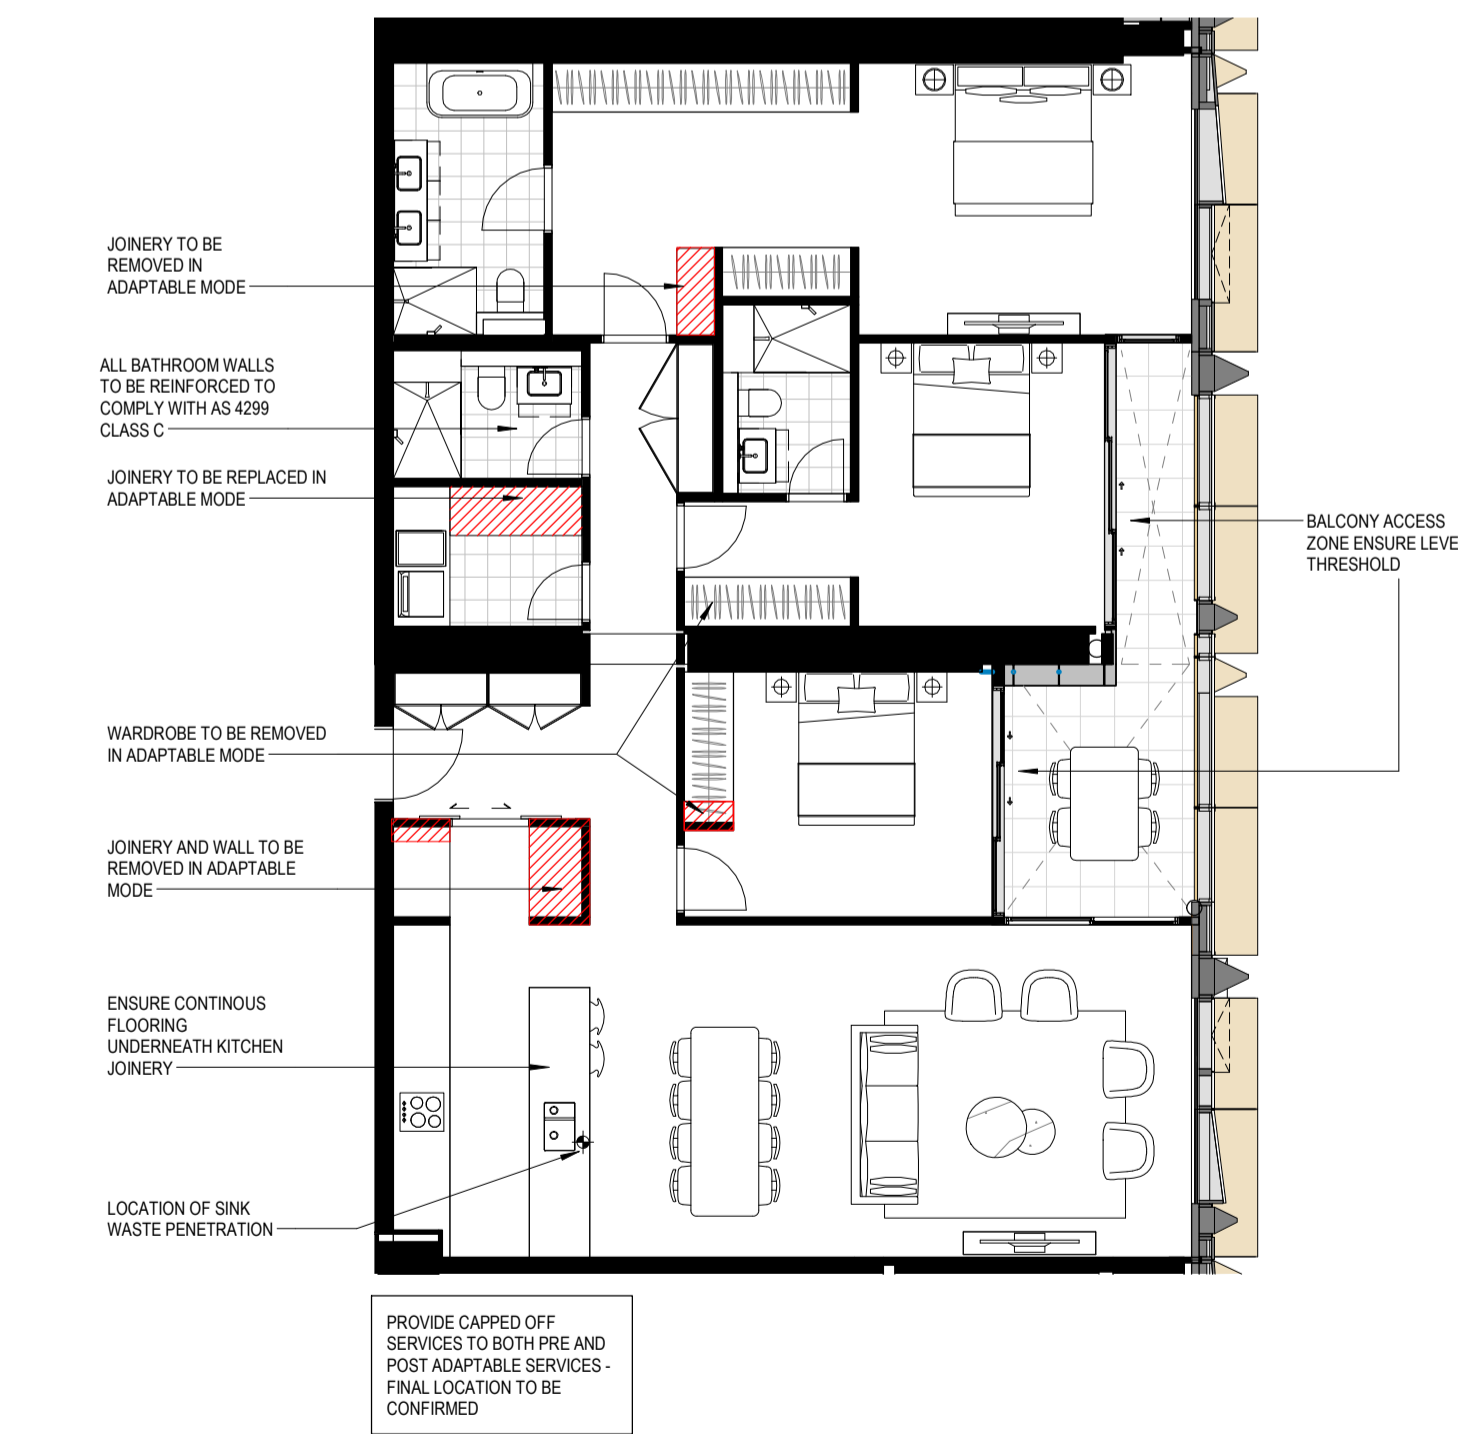 JOINERY TO BE
REMOVED IN
ADAPTABLE MODE
ALL BATHROOM WALLS
TO BE REINFORCED TO
COMPLY WITH AS 4299
CLASS C
JOINERY TO BE REPLACED IN
ADAPTABLE MODE
BALCONY ACCESS
ZONE ENSURE LEVE
THRESHOLD
WARDROBE TO BE REMOVED
IN ADAPTABLE MODE
JOINERY AND WALL TO BE
REMOVED IN ADAPTABLE
MODE
ENSURE CONTINOUS
FLOORING
UNDERNEATH KITCHEN
JOINERY
LOCATION OF SINK
WASTE PENETRATION
PROVIDE CAPPED OFF
SERVICES TO BOTH PRE AND
POST ADAPTABLE SERVICES -
FINAL LOCATION TO BE
CONFIRMED